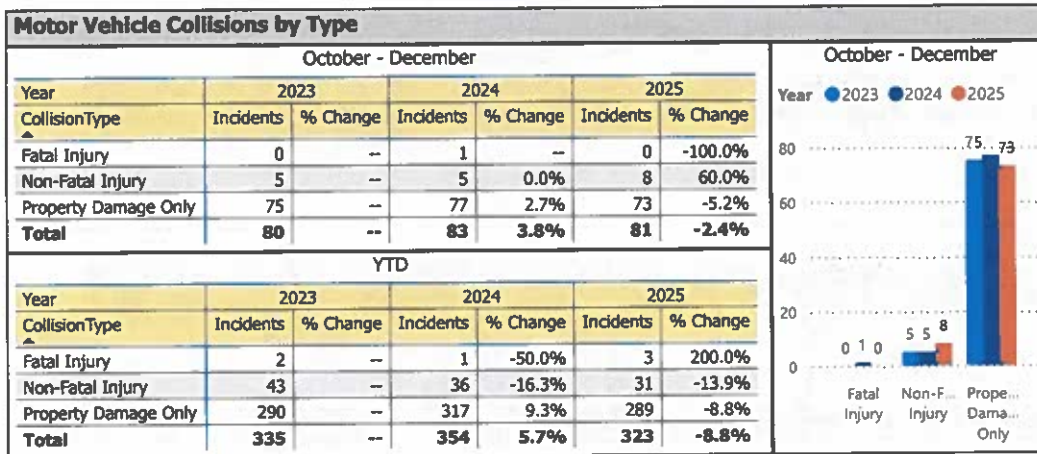 Motor Vehicle Collisions by Type
October - December
Year 2023 2024 2025
CollisionType Incidents % Change Incidents % Change Incidents % Change
Fatal Injury 0 -- 1 -- 0 -100.0%
Non-Fatal Injury 5 -- 5 0.0% 8 60.0%
Property Damage Only 75 -- 77 2.7% 73 -5.2%
Total 80 -- 83 3.8% 81 -2.4%
YTD
Year 2023 2024 2025
CollisionType Incidents % Change Incidents % Change Incidents % Change
Fatal Injury 2 -- 1 -50.0% 3 200.0%
Non-Fatal Injury 43 -- 36 -16.3% 31 -13.9%
Property Damage Only 290 -- 317 9.3% 289 -8.8%
Total 335 -- 354 5.7% 323 -8.8%
October - December
Year 2023 2024 2025
80
60
40
20
0
0 1 0
5 5 8
75 73
Fatal Non-F... Prope...
Injury Injury Dama...
Only